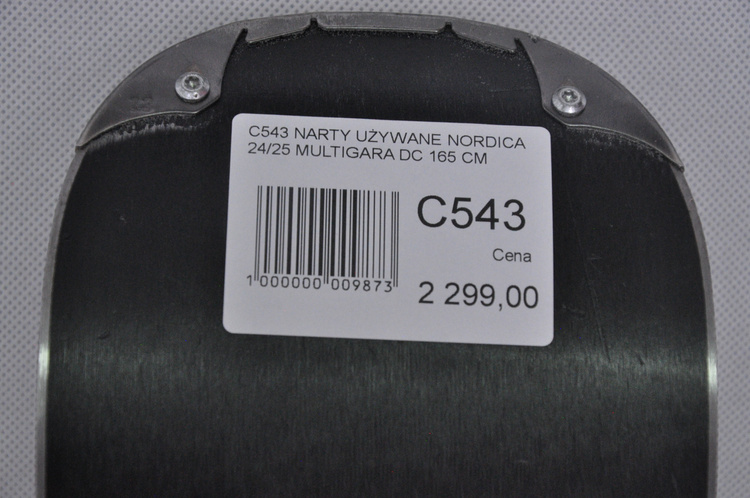 C543 NARTY UŻYWANE NORDICA
24/25 MULTIGARA DC 165 CM
C543
Cena
2 299,00
1 000000 009873